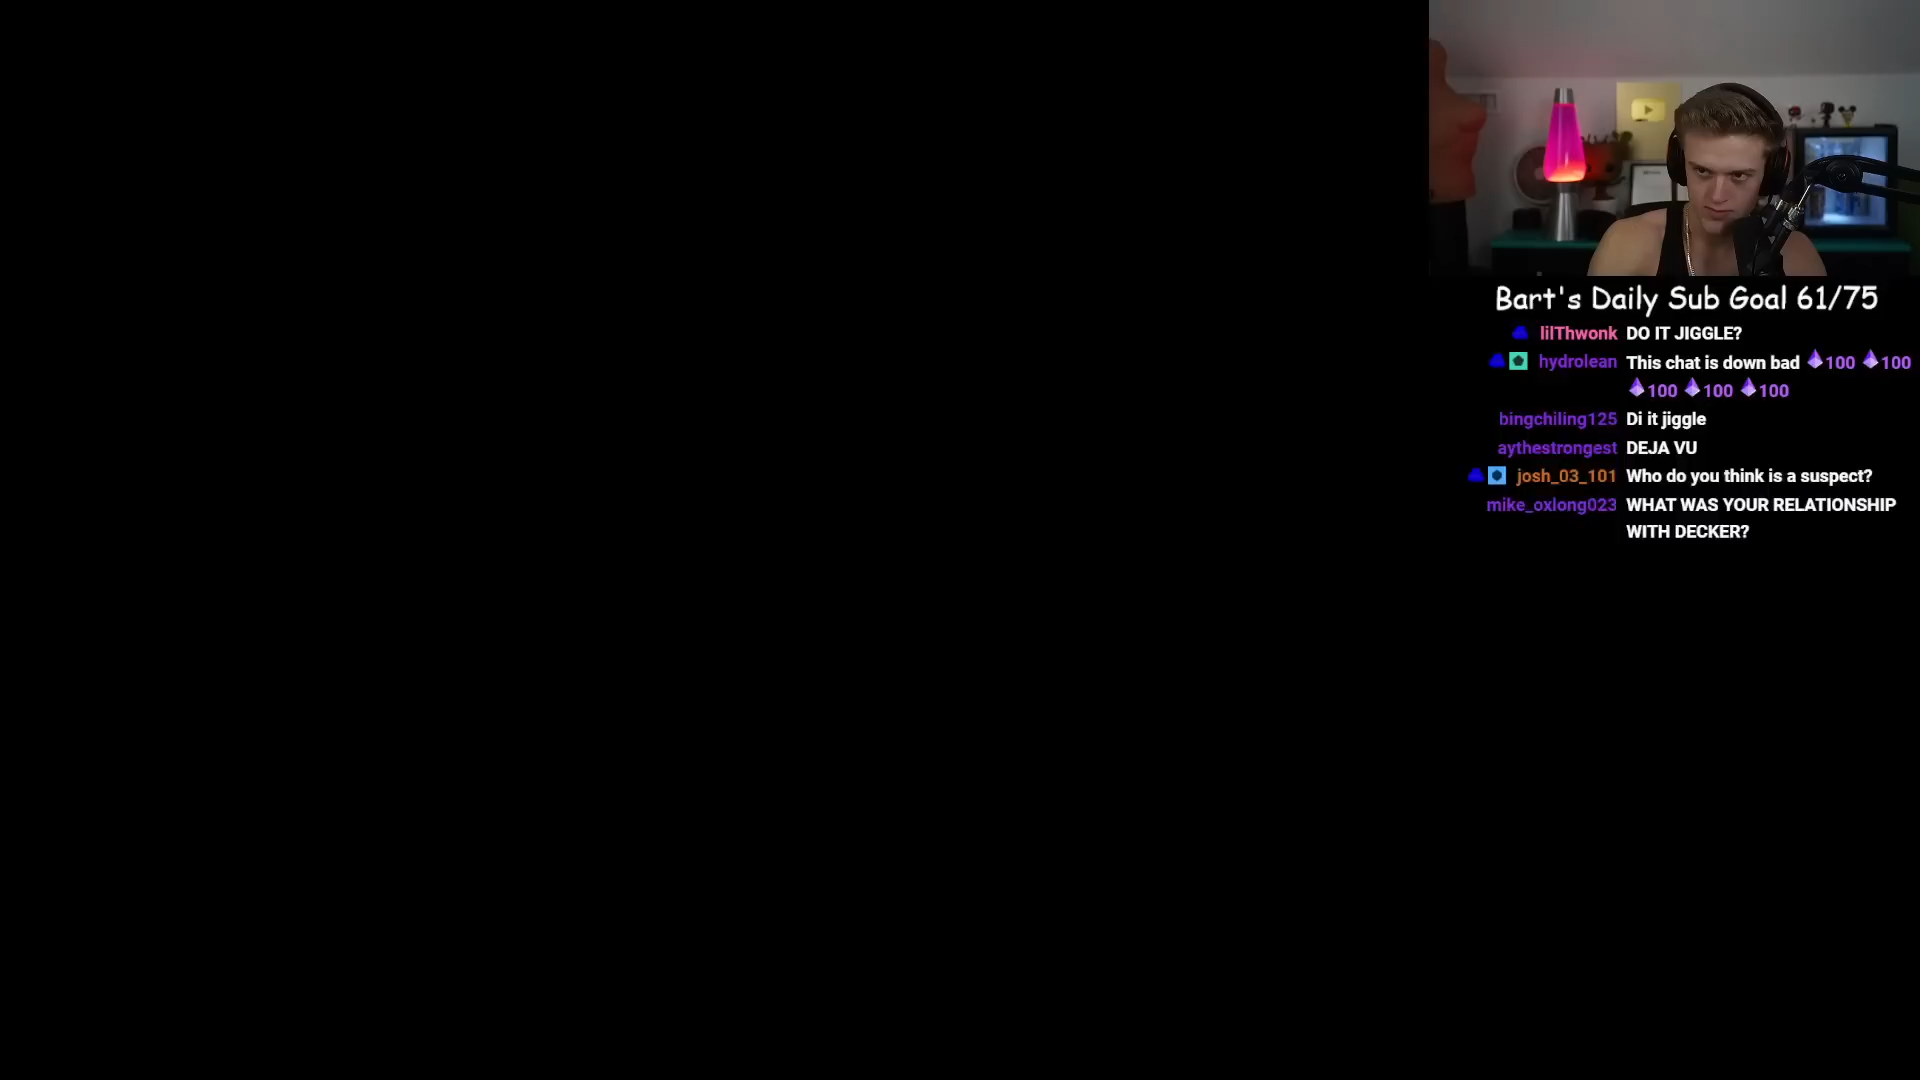 Bart's Daily Sub Goal 61/75
lilThwonk DO IT JIGGLE?
hydrolean This chat is down bad 100 100
100 100 100
bingchiling125 Di it jiggle
aythestrongest DEJA VU
josh_03_101 Who do you think is a suspect?
mike_oxlong023 WHAT WAS YOUR RELATIONSHIP
WITH DECKER?